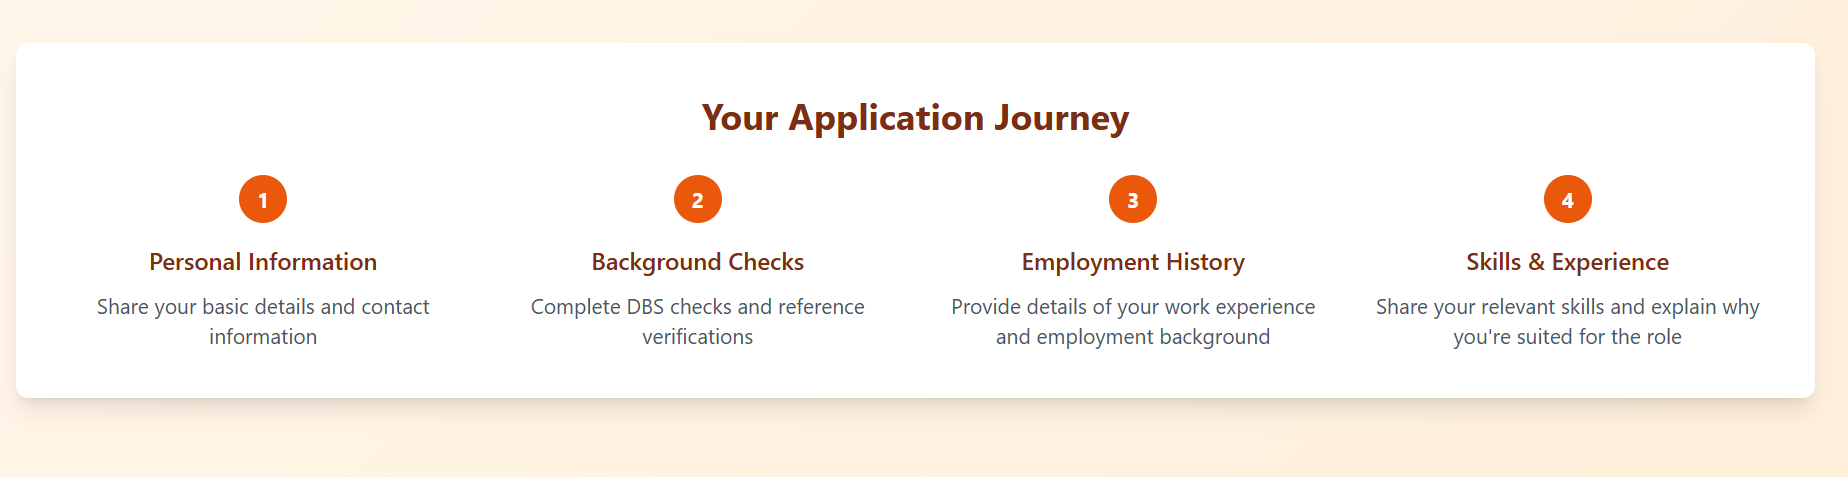 Your Application Journey
1
Personal Information
Share your basic details and contact
information
2
Background Checks
Complete DBS checks and reference
verifications
3
Employment History
Provide details of your work experience
and employment background
4
Skills & Experience
Share your relevant skills and explain why
you're suited for the role